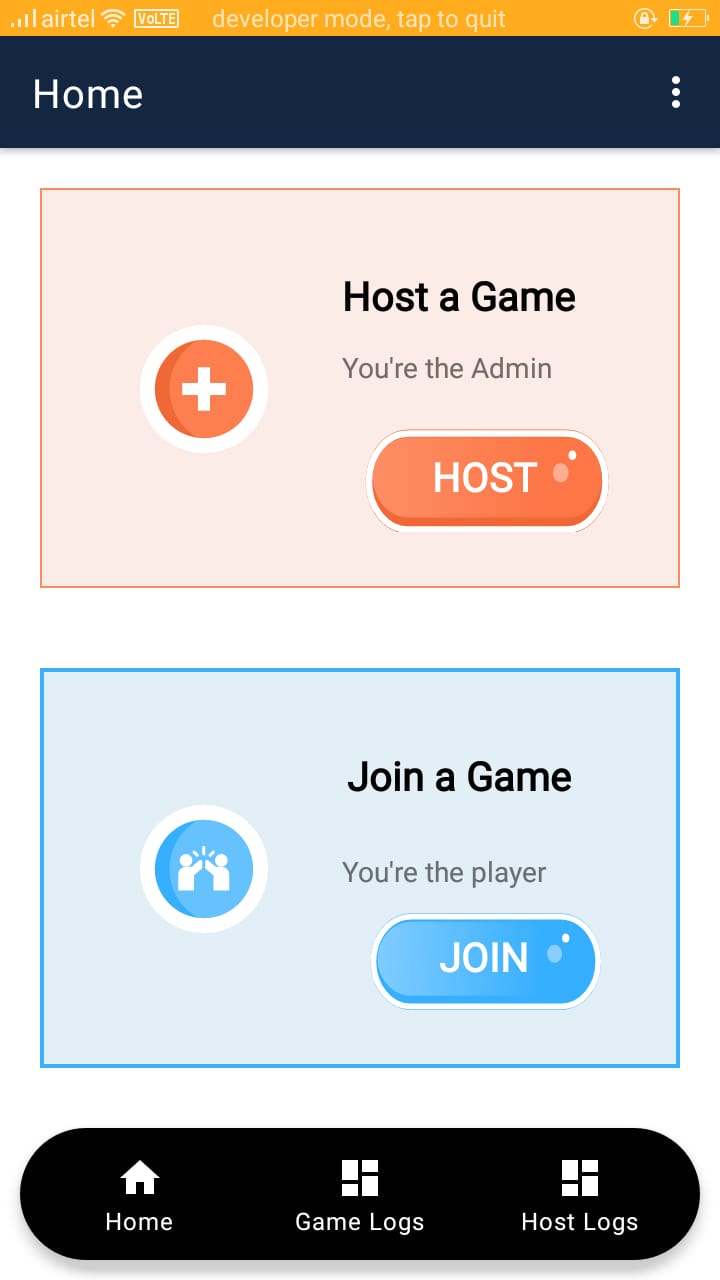 airtel VoLTE developer mode, tap to quit
Home
Host a Game
You're the Admin
HOST
Join a Game
You're the player
JOIN
Home Game Logs Host Logs